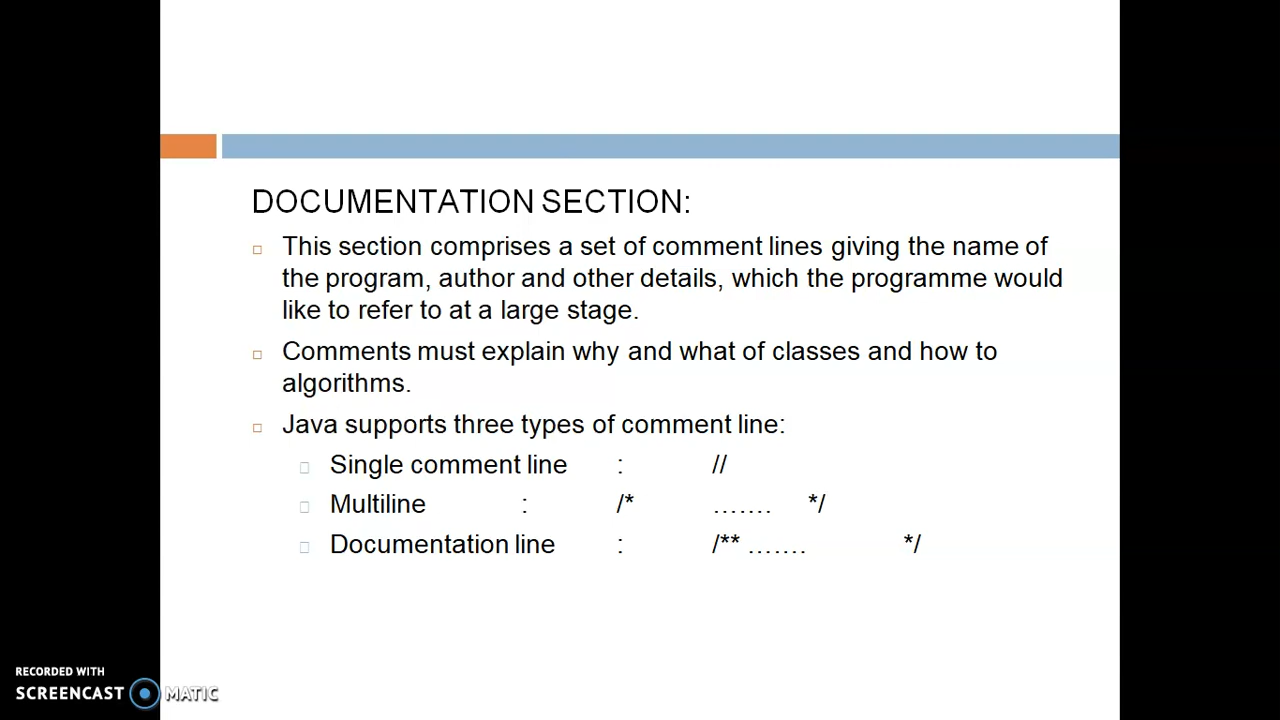 DOCUMENTATION SECTION:
This section comprises a set of comment lines giving the name of
the program, author and other details, which the programme would
like to refer to at a large stage.
Comments must explain why and what of classes and how to
algorithms.
Java supports three types of comment line:
Single comment line : //
Multiline : /* ....... */
Documentation line : /** ....... */
RECORDED WITH
SCREENCAST MATIC